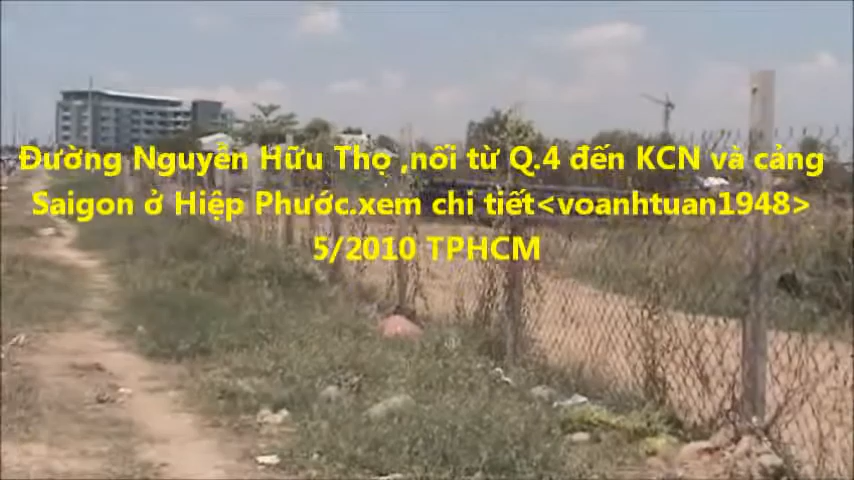 Đường Nguyễn Hữu Thọ ,nối từ Q.4 đến KCN và cảng
Saigon ở Hiệp Phước.xem chi tiết<voanhtuan1948>
5/2010 TPHCM